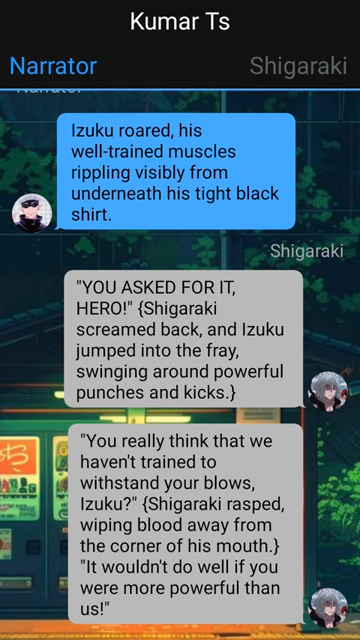 Kumar Ts
Narrator
Shigaraki
Narrator
Izuku roared, his
well-trained muscles
rippling visibly from
underneath his tight black
shirt.
Shigaraki
"YOU ASKED FOR IT,
HERO!" {Shigaraki
screamed back, and Izuku
jumped into the fray,
swinging around powerful
punches and kicks.}
"You really think that we
haven't trained to
withstand your blows,
Izuku?" {Shigaraki rasped,
wiping blood away from
the corner of his mouth.}
"It wouldn't do well if you
were more powerful than
us!"